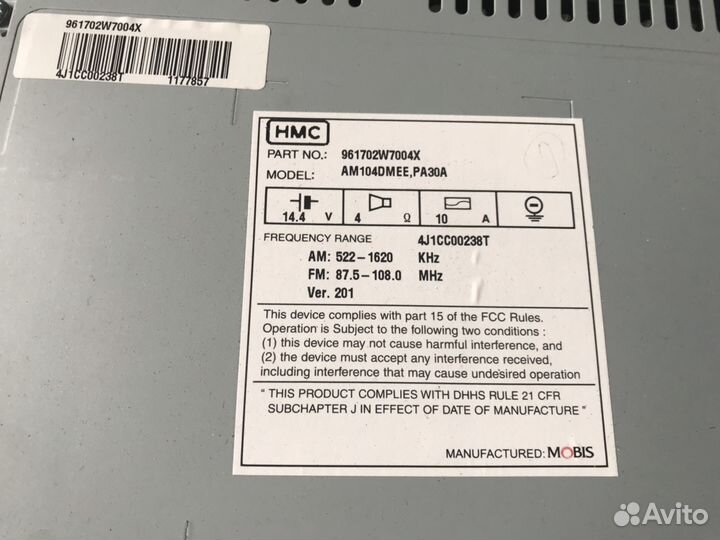 961702W7004X
4J1CC00238T 1177857
HMC
PART NO.: 961702W7004X
MODEL: AM104DMEE,PA30A
14.4 V 4 Ω 10 A
FREQUENCY RANGE 4J1CC00238T
AM: 522–1620 KHz
FM: 87.5–108.0 MHz
Ver. 201
This device complies with part 15 of the FCC Rules.
Operation is Subject to the following two conditions :
(1) this device may not cause harmful interference, and
(2) the device must accept any interference received,
including interference that may cause undesired operation
" THIS PRODUCT COMPLIES WITH DHHS RULE 21 CFR
SUBCHAPTER J IN EFFECT OF DATE OF MANUFACTURE "
MANUFACTURED: MOBIS
Avito